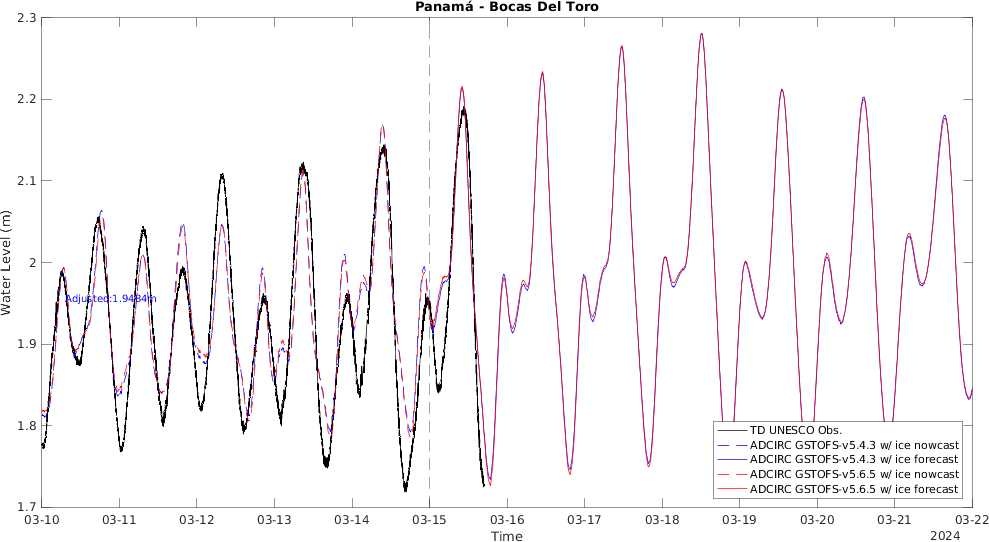 Panamá - Bocas Del Toro
2.3
2.2
2.1
2
1.9
1.8
1.7
Water Level (m)
Adjusted:1.9484m
TD UNESCO Obs.
ADCIRC GSTOFS-v5.4.3 w/ ice nowcast
ADCIRC GSTOFS-v5.4.3 w/ ice forecast
ADCIRC GSTOFS-v5.6.5 w/ ice nowcast
ADCIRC GSTOFS-v5.6.5 w/ ice forecast
03-10 03-11 03-12 03-13 03-14 03-15 03-16 03-17 03-18 03-19 03-20 03-21 03-22
Time
2024